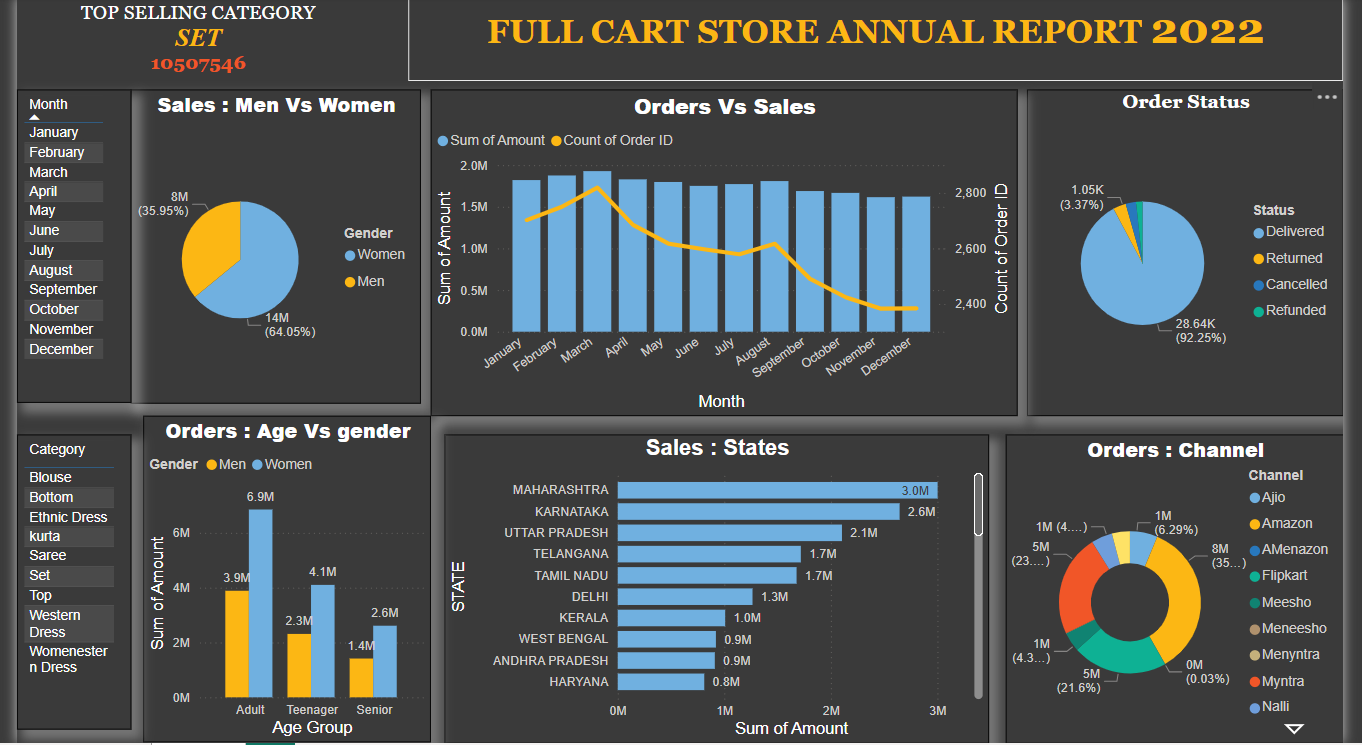 TOP SELLING CATEGORY
SET
10507546
FULL CART STORE ANNUAL REPORT 2022
Month
January
February
March
April
May
June
July
August
September
October
November
December
Sales : Men Vs Women
8M
(35.95%)
14M
(64.05%)
Gender
Women
Men
Orders Vs Sales
Sum of Amount
Count of Order ID
Sum of Amount
2.0M
1.5M
1.0M
0.5M
0.0M
2,800
2,600
2,400
Count of Order ID
January
February
March
April
May
June
July
August
September
October
November
December
Month
Order Status
1.05K
(3.37%)
28.64K
(92.25%)
Status
Delivered
Returned
Cancelled
Refunded
Category
Blouse
Bottom
Ethnic Dress
kurta
Saree
Set
Top
Western
Dress
Womenester
n Dress
Orders : Age Vs gender
Gender Men Women
Sum of Amount
6M
4M
2M
0M
3.9M
6.9M
2.3M
4.1M
1.4M
2.6M
Adult
Teenager
Senior
Age Group
Sales : States
STATE
MAHARASHTRA 3.0M
KARNATAKA 2.6M
UTTAR PRADESH 2.1M
TELANGANA 1.7M
TAMIL NADU 1.7M
DELHI 1.3M
KERALA 1.0M
WEST BENGAL 0.9M
ANDHRA PRADESH 0.9M
HARYANA 0.8M
0M 1M 2M 3M
Sum of Amount
Orders : Channel
1M (4....)
1M
(6.29%)
5M
(23....)
8M
(35...)
1M
(4.3...)
5M
(21.6%)
0M
(0.03%)
Channel
Ajio
Amazon
AMenazon
Flipkart
Meesho
Meneesho
Menyntra
Myntra
Nalli